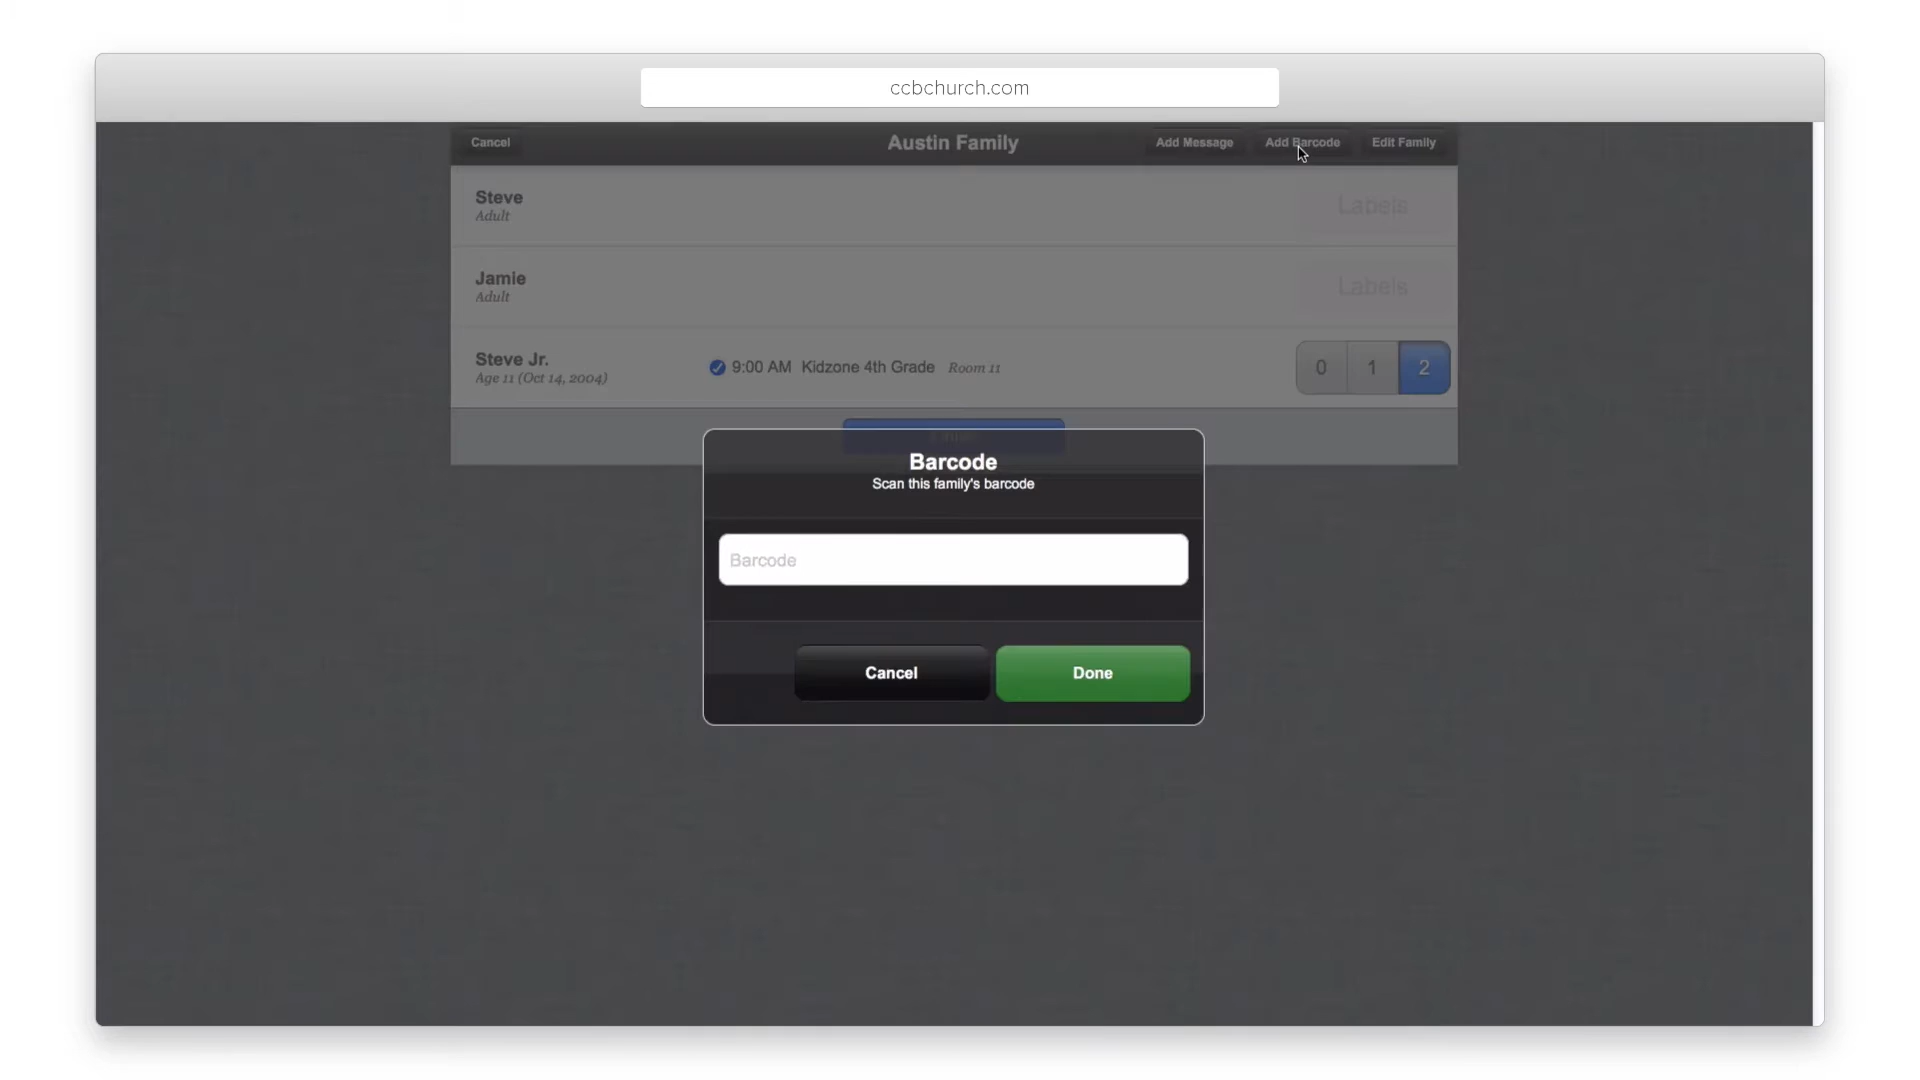 ccbchurch.com
Cancel
Austin Family
Add Message
Add Barcode
Edit Family
Steve
Adult
Labels
Jamie
Adult
Labels
Steve Jr.
Age 11 (Oct 14, 2004)
9:00 AM Kidzone 4th Grade Room 11
0 1 2
Barcode
Scan this family's barcode
Barcode
Cancel
Done